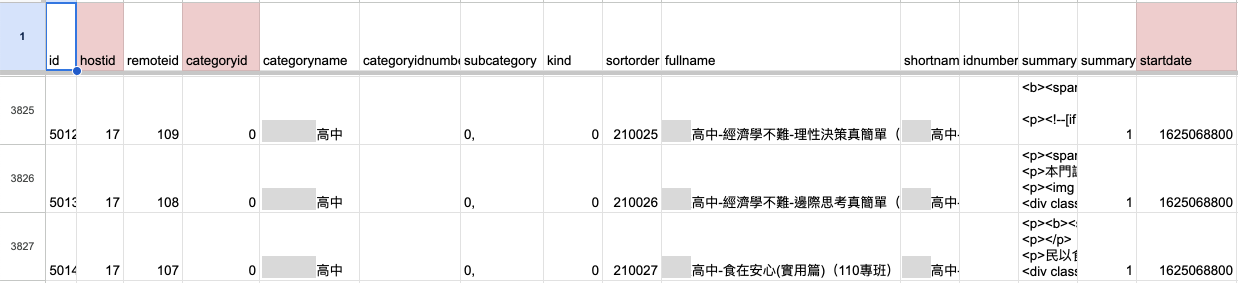 1
id hostid remoteid categoryid categoryname categoryidnumbe subcategory kind sortorder fullname shortnam idnumber summary summary startdate
<b><spar
<p><!--[if
3825 5012 17 109 0 高中 0, 0 210025 高中-經濟學不難-理性決策真簡單（ 高中- 1 1625068800
<p><spar
<p>本門課
<p><img
3826 5013 17 108 0 高中 0, 0 210026 高中-經濟學不難-邊際思考真簡單（ 高中- <div class 1 1625068800
<p><b><s
<p></p>
<p>民以食
3827 5014 17 107 0 高中 0, 0 210027 高中-食在安心(實用篇)（110專班） 高中- <div class 1 1625068800